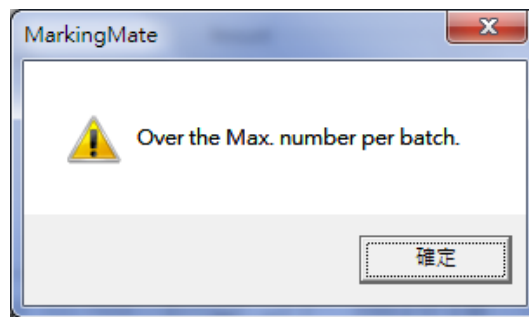 MarkingMate
Over the Max. number per batch.
確定